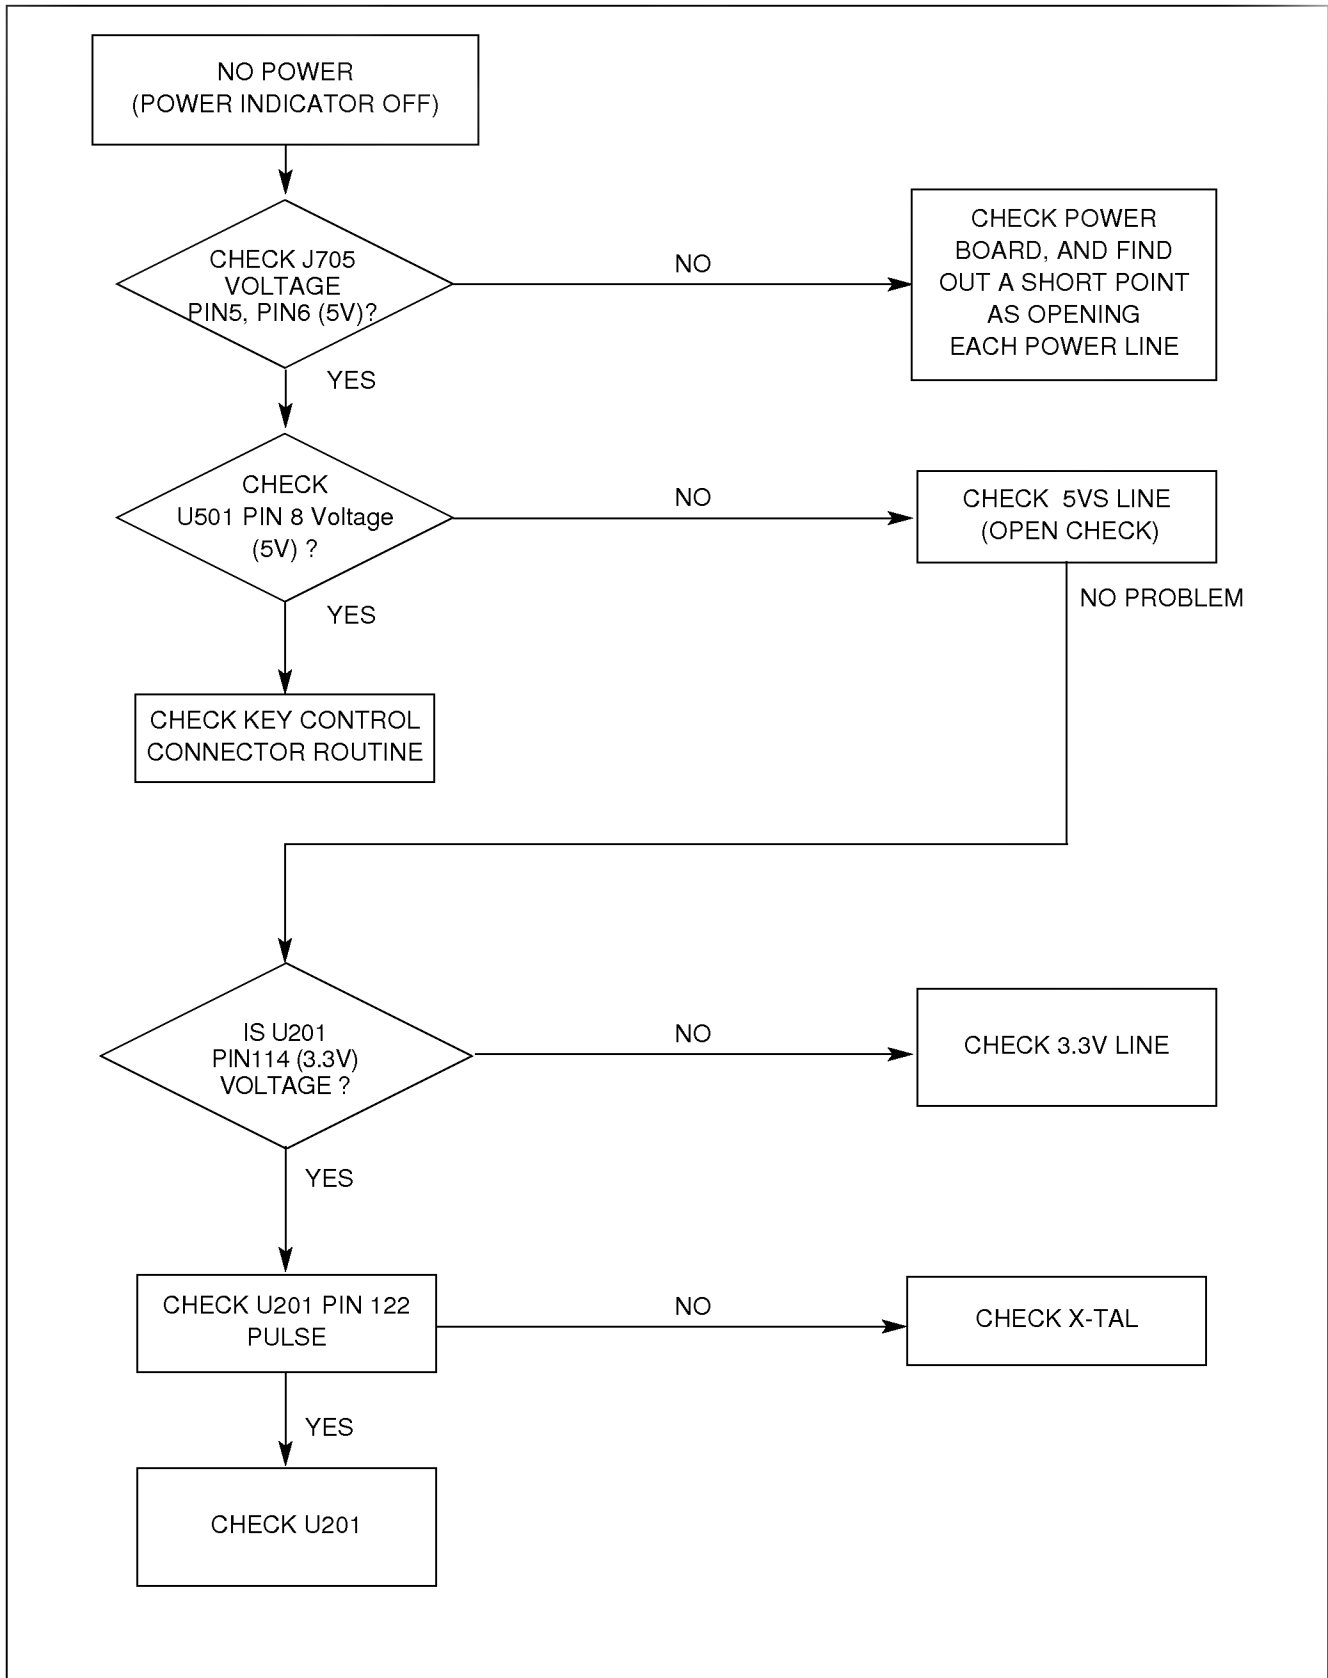 NO POWER
(POWER INDICATOR OFF)
CHECK J705
VOLTAGE
PIN5, PIN6 (5V)?
NO
CHECK POWER
BOARD, AND FIND
OUT A SHORT POINT
AS OPENING
EACH POWER LINE
YES
CHECK
U501 PIN 8 Voltage
(5V) ?
NO
CHECK 5VS LINE
(OPEN CHECK)
YES
NO PROBLEM
CHECK KEY CONTROL
CONNECTOR ROUTINE
IS U201
PIN114 (3.3V)
VOLTAGE ?
NO
CHECK 3.3V LINE
YES
CHECK U201 PIN 122
PULSE
NO
CHECK X-TAL
YES
CHECK U201